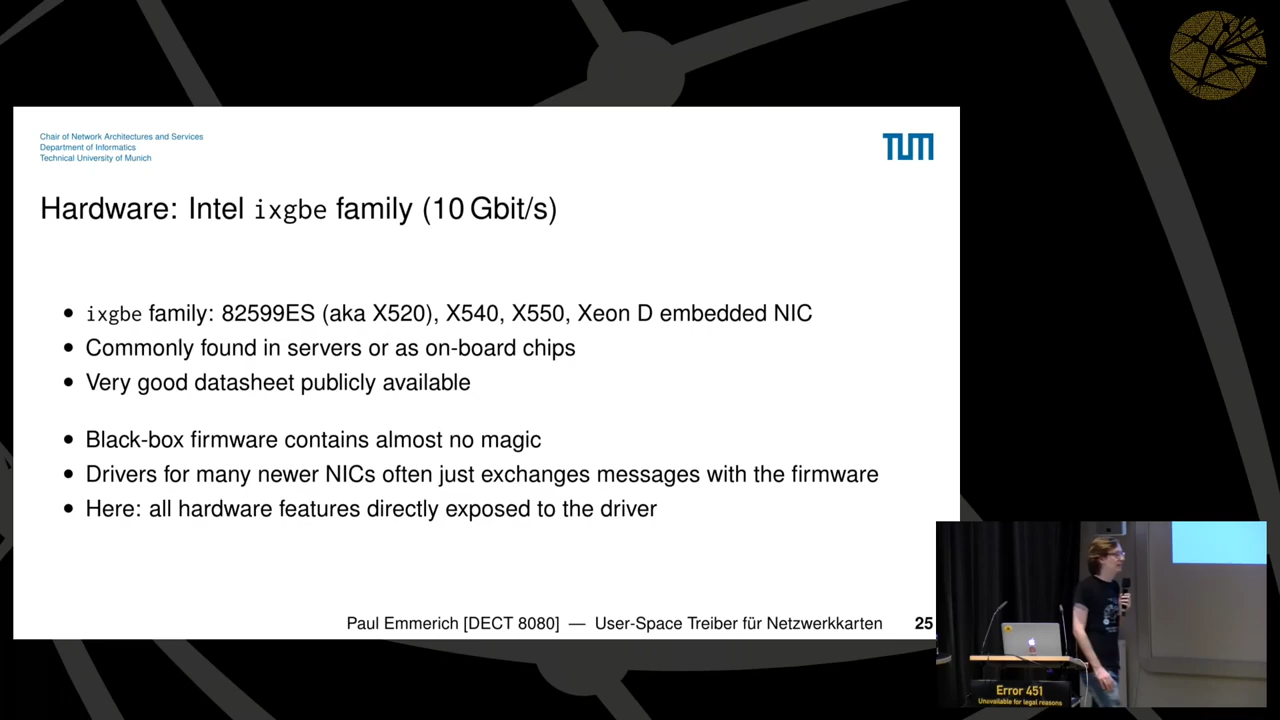 Chair of Network Architectures and Services
Department of Informatics
Technical University of Munich
TUM
Hardware: Intel ixgbe family (10 Gbit/s)
• ixgbe family: 82599ES (aka X520), X540, X550, Xeon D embedded NIC
• Commonly found in servers or as on-board chips
• Very good datasheet publicly available
• Black-box firmware contains almost no magic
• Drivers for many newer NICs often just exchanges messages with the firmware
• Here: all hardware features directly exposed to the driver
Paul Emmerich [DECT 8080] — User-Space Treiber für Netzwerkkarten 25
Error 451
Unavailable for legal reasons